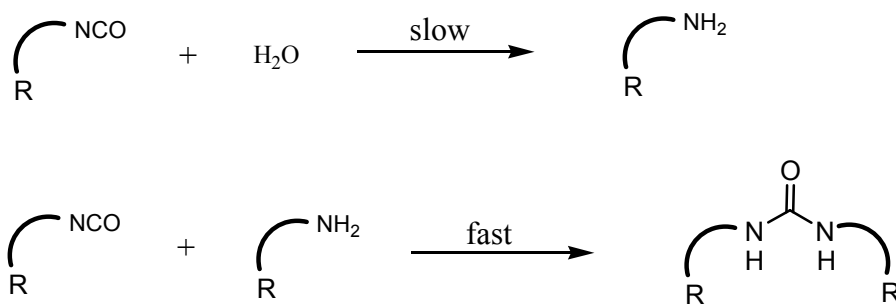 NCO + H₂O slow NH₂
R R
O
NCO + NH₂ fast N N
R R H H
R R